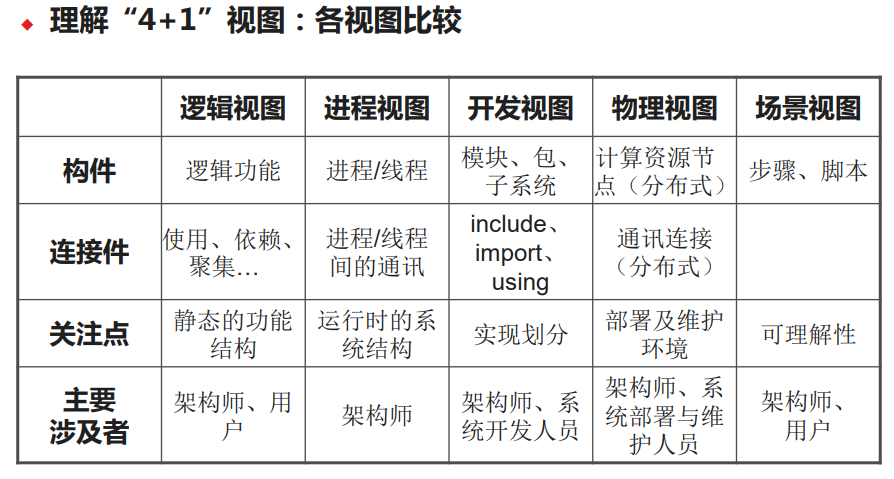 理解“4+1”视图：各视图比较
逻辑视图 进程视图 开发视图 物理视图 场景视图
构件 逻辑功能 进程/线程 模块、包、子系统 计算资源节点（分布式） 步骤、脚本
连接件 使用、依赖、聚集... 进程/线程间的通讯 include、import、using 通讯连接（分布式）
关注点 静态的功能结构 运行时的系统结构 实现划分 部署及维护环境 可理解性
主要涉及者 架构师、用户 架构师 架构师、系统开发人员 架构师、系统部署与维护人员 架构师、用户